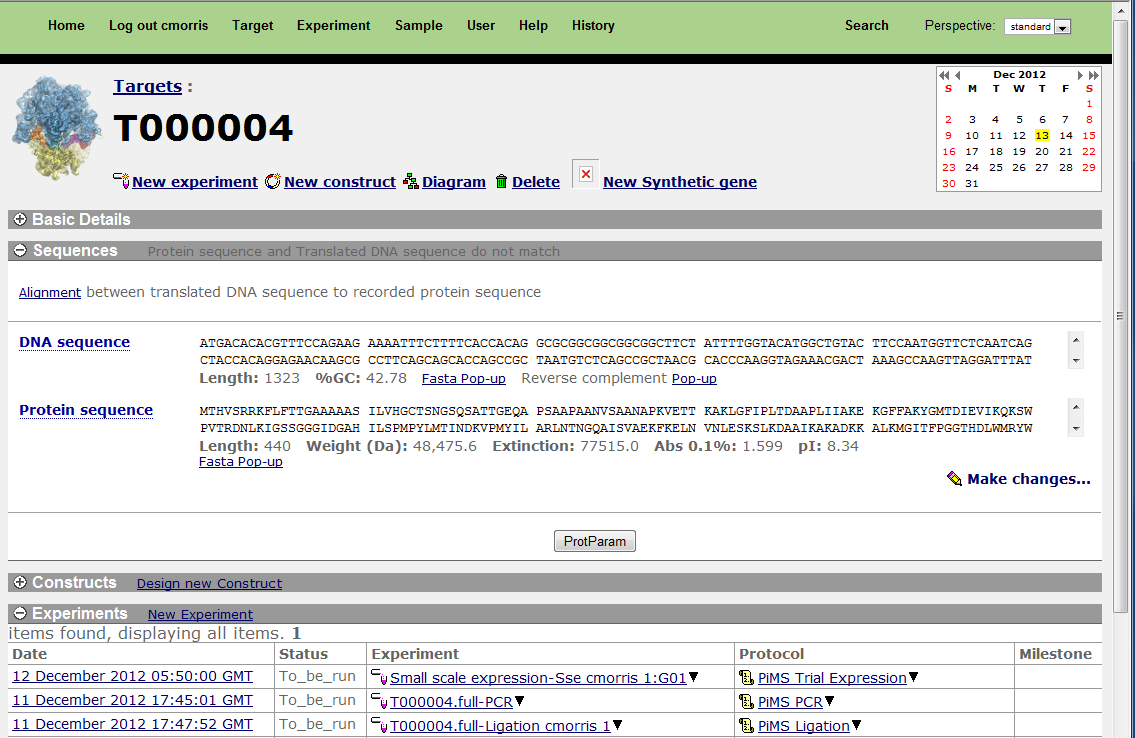 Home Log out cmorris Target Experiment Sample User Help History Search Perspective: standard
Dec 2012
S M T W T F S
1
2 3 4 5 6 7 8
9 10 11 12 13 14 15
16 17 18 19 20 21 22
23 24 25 26 27 28 29
30 31
Targets :
T000004
New experiment New construct Diagram Delete New Synthetic gene
Basic Details
Sequences Protein sequence and Translated DNA sequence do not match
Alignment between translated DNA sequence to recorded protein sequence
DNA sequence ATGACACACGTTTCCAGAAG AAAATTTCTTTTCACCACAG GCGCGGCGGCGGCGGCTTCT ATTTTGGTACATGGCTGTAC TTCCAATGGTTCTCAATCAG
CTACCACAGGAGAACAAGCG CCTTCAGCAGCACCAGCCGC TAATGTCTCAGCCGCTAACG CACCCAAGGTAGAAACGACT AAAGCCAAGTTAGGATTTAT
Length: 1323 %GC: 42.78 Fasta Pop-up Reverse complement Pop-up
Protein sequence MTHVSRRKFLFTTGAAAAAS ILVHGCTSNGSQSATTGEQA PSAAPAANVSAANAPKVETT KAKLGFIPLTDAAPLIIAKE KGFFAKYGMTDIEVIKQKSW
PVTRDNLKIGSSGGGIDGAH ILSPMPYLMTINDKVPMYIL ARLNTNGQAISVAEKFKELN VNLESKSLKDAAIKAKADKK ALKMGITFPGGTHDLWMRYW
Length: 440 Weight (Da): 48,475.6 Extinction: 77515.0 Abs 0.1%: 1.599 pI: 8.34
Fasta Pop-up
Make changes...
ProtParam
Constructs Design new Construct
Experiments New Experiment
items found, displaying all items. 1
Date Status Experiment Protocol Milestone
12 December 2012 05:50:00 GMT To_be_run Small scale expression-Sse cmorris 1:G01 PiMS Trial Expression
11 December 2012 17:45:01 GMT To_be_run T000004.full-PCR PiMS PCR
11 December 2012 17:47:52 GMT To_be_run T000004.full-Ligation cmorris 1 PiMS Ligation